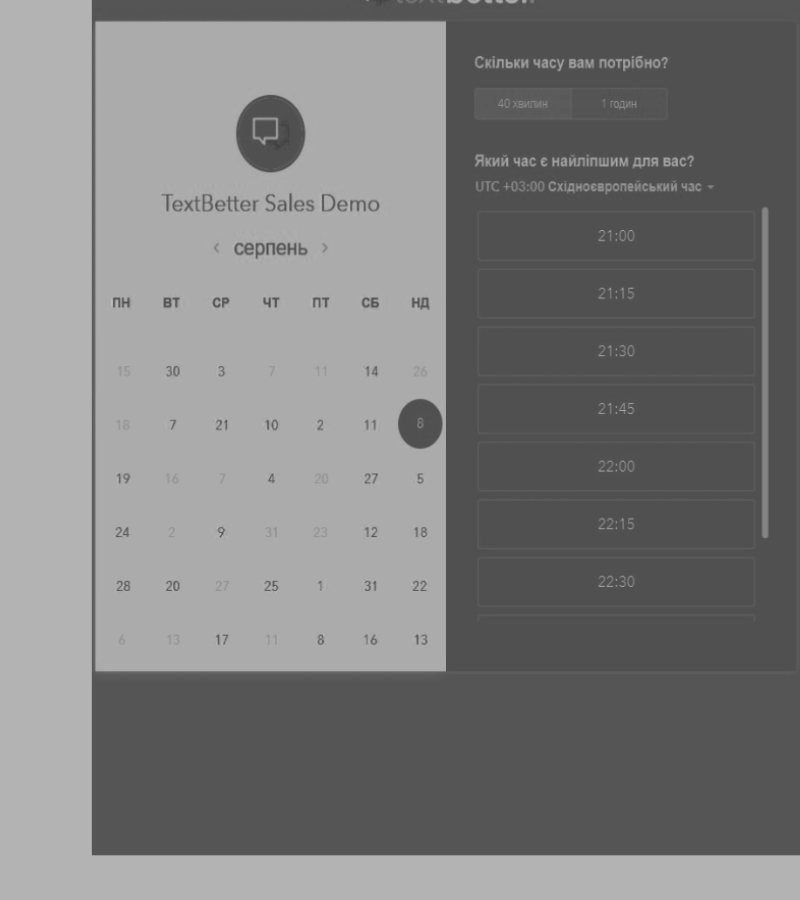 textbetter.
TextBetter Sales Demo
‹ серпень ›
ПН ВТ СР ЧТ ПТ СБ НД
15 30 3 7 11 14 26
18 7 21 10 2 11 8
19 16 7 4 20 27 5
24 2 9 31 23 12 18
28 20 27 25 1 31 22
6 13 17 11 8 16 13
Скільки часу вам потрібно?
40 хвилин 1 годин
Який час є найліпшим для вас?
UTC +03:00 Східноєвропейський час
21:00
21:15
21:30
21:45
22:00
22:15
22:30